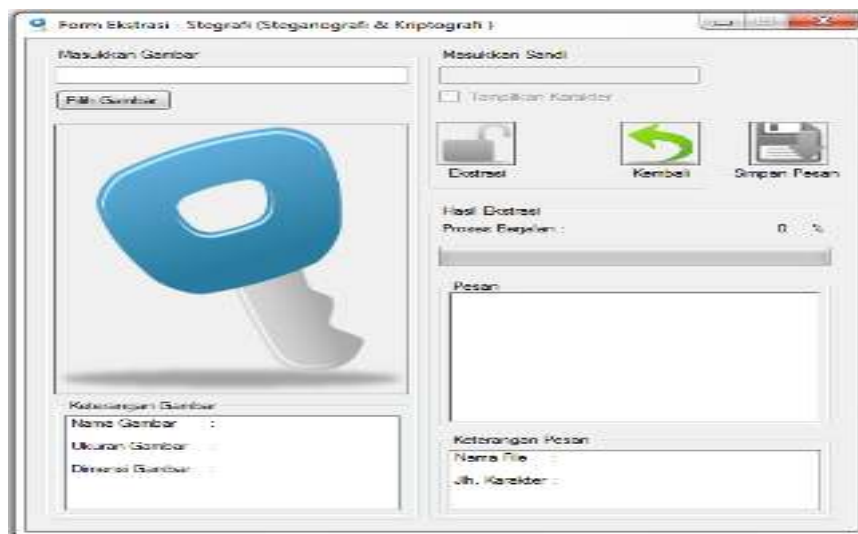 Form Ekstrasi - Stegrafi (Steganografi & Kriptografi )
Masukkan Gambar
Pilih Gambar
Keterangan Gambar
Nama Gambar :
Ukuran Gambar :
Dimensi Gambar :
Masukkan Sandi
Tampilkan Karakter
Ekstrasi
Kembali
Simpan Pesan
Hasil Ekstrasi
Proses Berjalan : 0 %
Pesan
Keterangan Pesan
Nama File :
Jlh. Karakter :